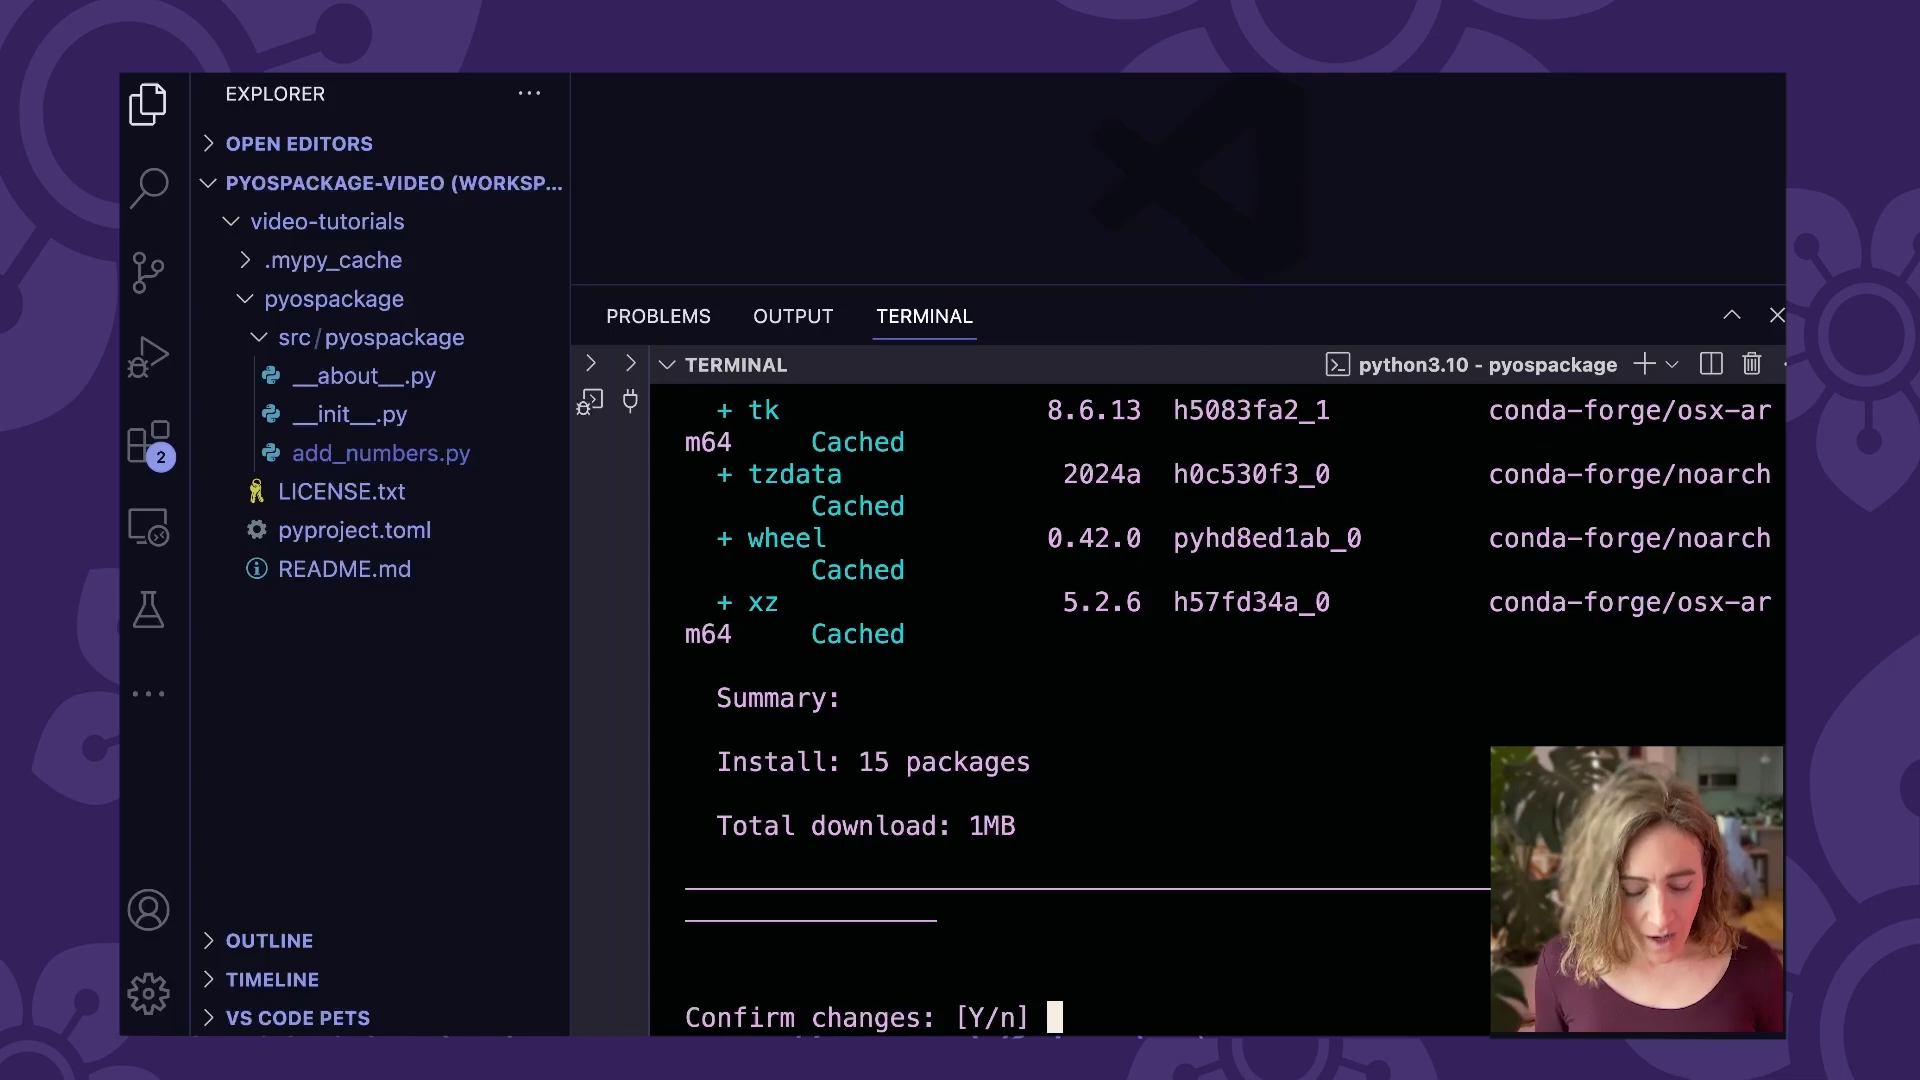 EXPLORER
OPEN EDITORS
PYOSPACKAGE-VIDEO (WORKSP...
video-tutorials
.mypy_cache
pyospackage
src/pyospackage
__about__.py
__init__.py
add_numbers.py
LICENSE.txt
pyproject.toml
README.md
2
OUTLINE
TIMELINE
VS CODE PETS
PROBLEMS OUTPUT TERMINAL
TERMINAL python3.10 - pyospackage
+ tk 8.6.13 h5083fa2_1 conda-forge/osx-ar
m64 Cached
+ tzdata 2024a h0c530f3_0 conda-forge/noarch
Cached
+ wheel 0.42.0 pyhd8ed1ab_0 conda-forge/noarch
Cached
+ xz 5.2.6 h57fd34a_0 conda-forge/osx-ar
m64 Cached
Summary:
Install: 15 packages
Total download: 1MB
Confirm changes: [Y/n]